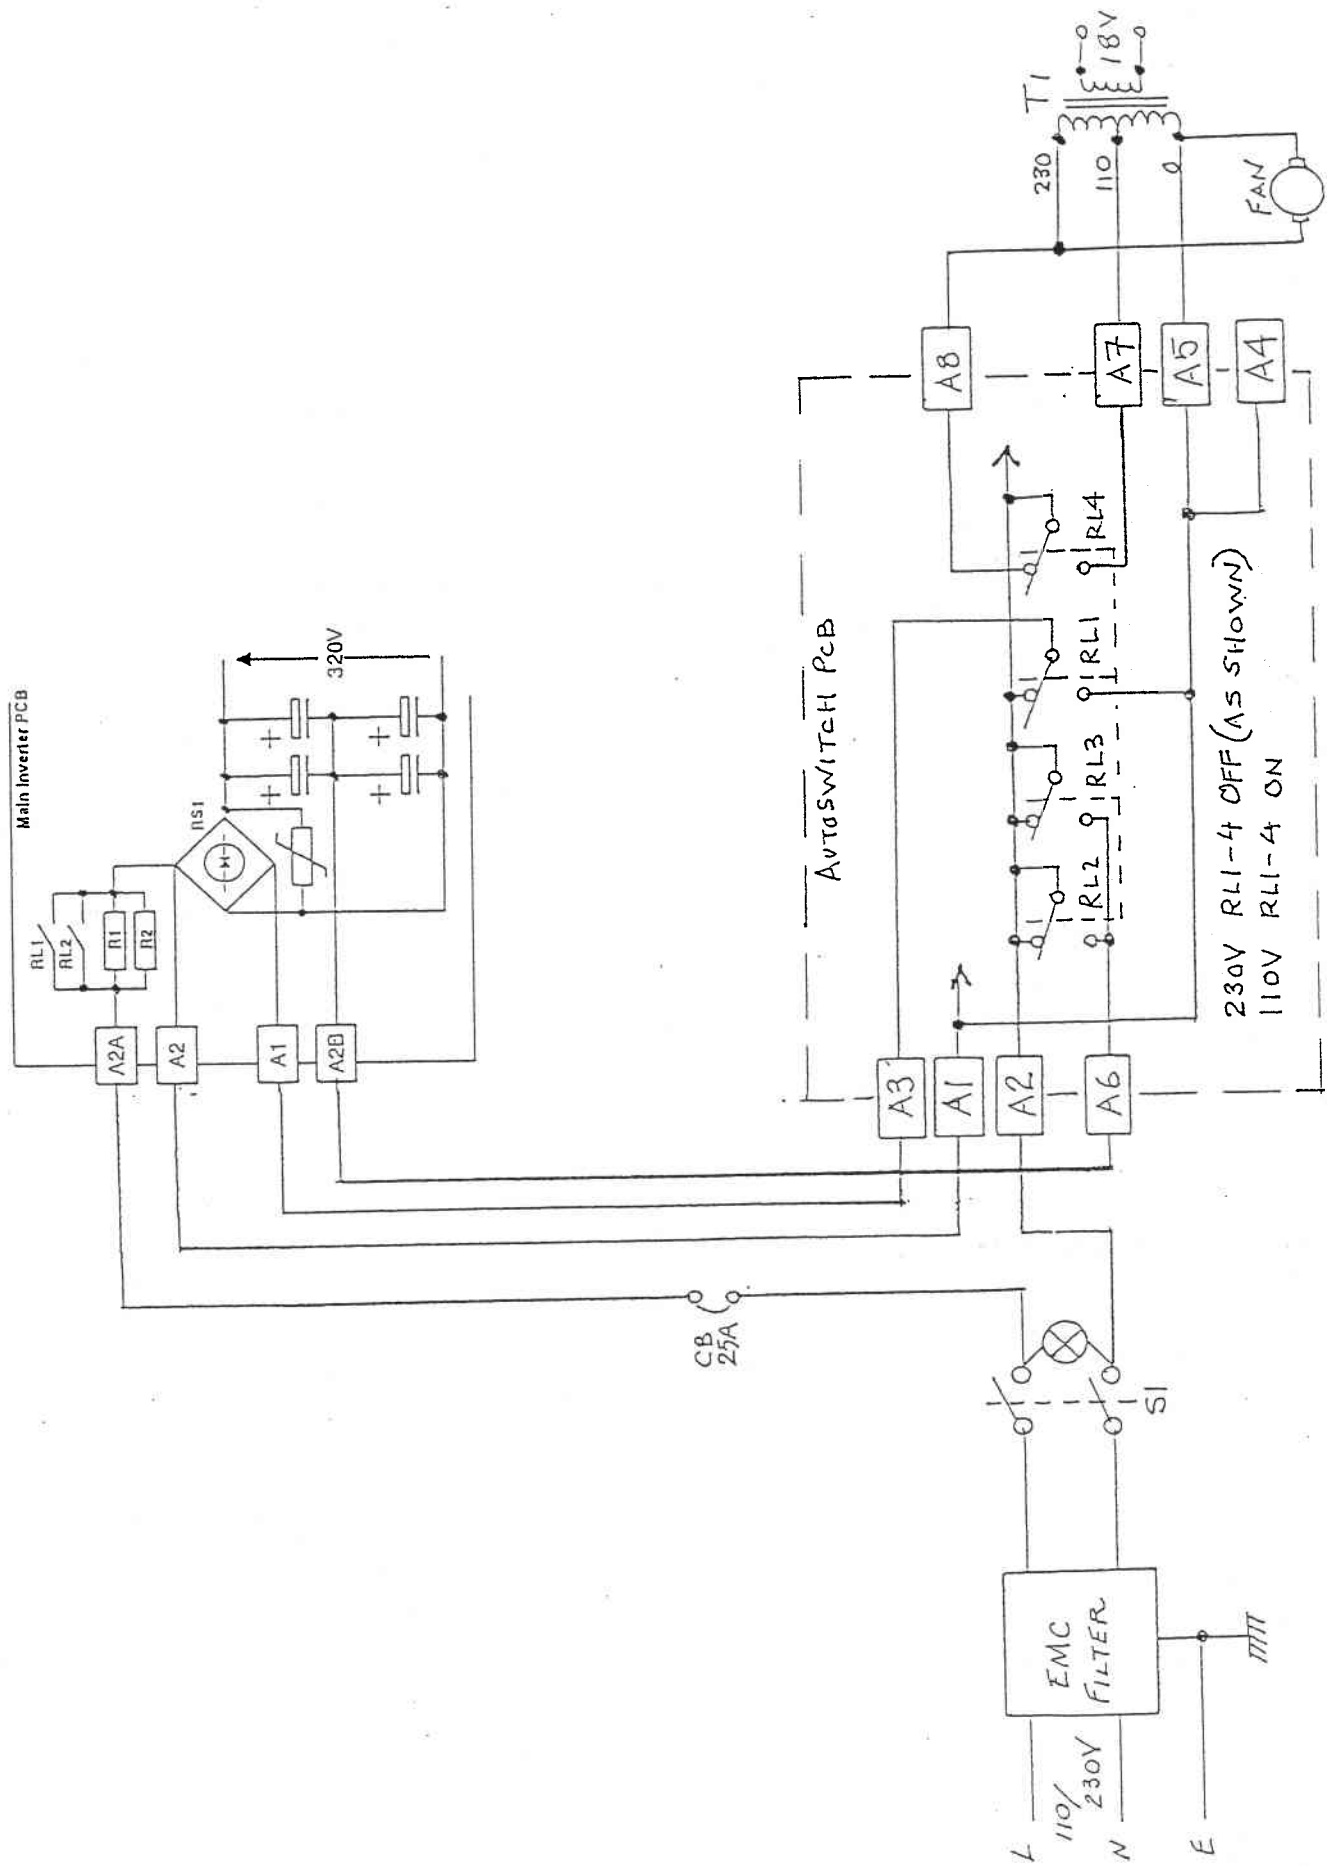 Main Inverter PCB
RL1
RL2
R1
R2
RS1
A2A
A2
A1
A2B
+
+
+
+
320V
CB
25A
S1
L
110/
230V
N
E
EMC
FILTER
AUTOSWITCH PCB
A3
A1
A2
A6
RL2
RL3
RL1
RL4
A8
A7
A5
A4
230V RL1-4 OFF (AS SHOWN)
110V RL1-4 ON
230
110
0
T1
18V
FAN